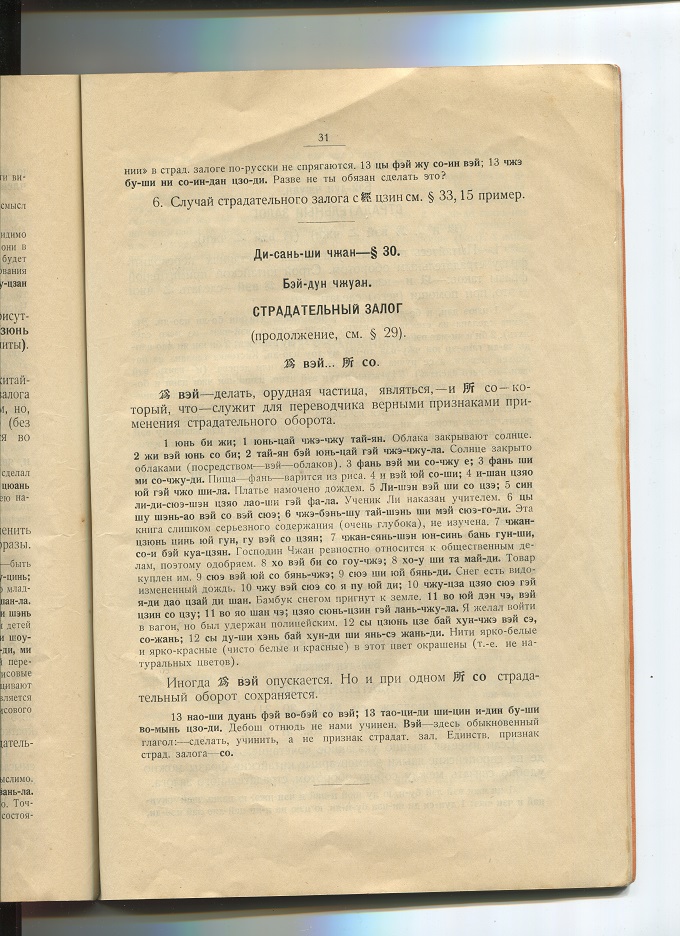 31
нии» в страд. залоге по-русски не спрягаются. 13 цы фэй жу со-ин вэй; 13 чжэ
бу-ши ни со-ин-дан цзо-ди. Разве не ты обязан сделать это?
6. Случай страдательного залога с 經 цзин см. § 33, 15 пример.
Ди-сань-ши чжан—§ 30.
Бэй-дун чжуан.
СТРАДАТЕЛЬНЫЙ ЗАЛОГ
(продолжение, см. § 29).
爲 вэй... 所 со.
爲 вэй—делать, орудная частица, являться,—и 所 со—ко-
торый, что—служит для переводчика верными признаками при-
менения страдательного оборота.
1 юнь би жи; 1 юнь-цай чжэ-чжу тай-ян. Облака закрывают солнце.
2 жи вэй юнь со би; 2 тай-ян бэй юнь-цай гэй чжэ-чжу-ла. Солнце закрыто
облаками (посредством—вэй—облаков). 3 фань вэй ми со-чжу е; 3 фань ши
ми со-чжу-ди. Пища—фань—варится из риса. 4 и вэй юй со-ши; 4 и-шан цзяо
юй гэй чжо ши-ла. Платье намочено дождем. 5 Ли-шэн вэй ши со цзэ; 5 син
ли-ди-сюэ-шэн цзяо лао-ши гэй фа-ла. Ученик Ли наказан учителем. 6 цы
шу шэнь-ао вэй со вэй сюэ; 6 чжэ-бэнь-шу тай-шэнь ши мэй сюэ-го-ди. Эта
книга слишком серьезного содержания (очень глубока), не изучена. 7 чжан-
цзюнь цинь юй гун, гу вэй со цзян; 7 чжан-сянь-шэн юн-синь бань гун-ши,
со-и бэй куа-цзян. Господин Чжан ревностно относится к общественным де-
лам, поэтому одобряем. 8 хо вэй би со гоу-чжэ; 8 хо-у ши та май-ди. Товар
куплен им. 9 сюэ вэй юй со бянь-чжэ; 9 сюэ ши юй бянь-ди. Снег есть видо-
измененный дождь. 10 чжу вэй сюэ со я пу юй ди; 10 чжу-цза цзяо сюэ гэй
я-ди дао цзай ди шан. Бамбук снегом пригнут к земле. 11 во юй дэн чэ, вэй
цзин со цзу; 11 во яо шан чэ; цзяо сюнь-цзин гэй лань-чжу-ла. Я желал войти
в вагон, но был удержан полицейским. 12 сы цзюнь цзе бай хун-чжэ вэй сэ,
со-жань; 12 сы ду-ши хэнь бай хун-ди ши янь-сэ жань-ди. Нити ярко-белые
и ярко-красные (чисто белые и красные) в этот цвет окрашены (т.-е. не на-
туральных цветов).
Иногда 爲 вэй опускается. Но и при одном 所 со страда-
тельный оборот сохраняется.
13 нао-ши дуань фэй во-бэй со вэй; 13 тао-ци-ди ши-цин и-дин бу-ши
во-мынь цзо-ди. Дебош отнюдь не нами учинен. Вэй—здесь обыкновенный
глагол:—сделать, учинить, а не признак страдат. зал. Единств. признак
страд. залога—со.